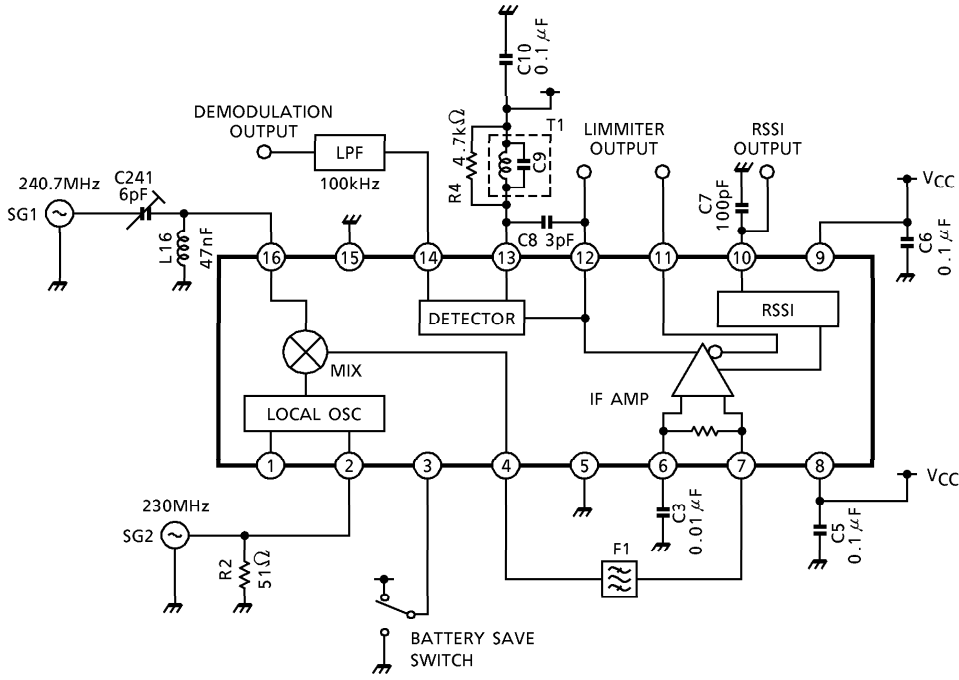 C10
0.1μF
DEMODULATION
OUTPUT
LPF
100kHz
R4
4.7kΩ
T1
C9
LIMMITER
OUTPUT
RSSI
OUTPUT
C7
100pF
VCC
C6
0.1μF
240.7MHz
SG1
C241
6pF
L16
47nF
C8 3pF
16
15
14
13
12
11
10
9
DETECTOR
RSSI
MIX
IF AMP
LOCAL OSC
1
2
3
4
5
6
7
8
230MHz
SG2
R2
51Ω
C3
0.01μF
F1
VCC
C5
0.1μF
BATTERY SAVE
SWITCH